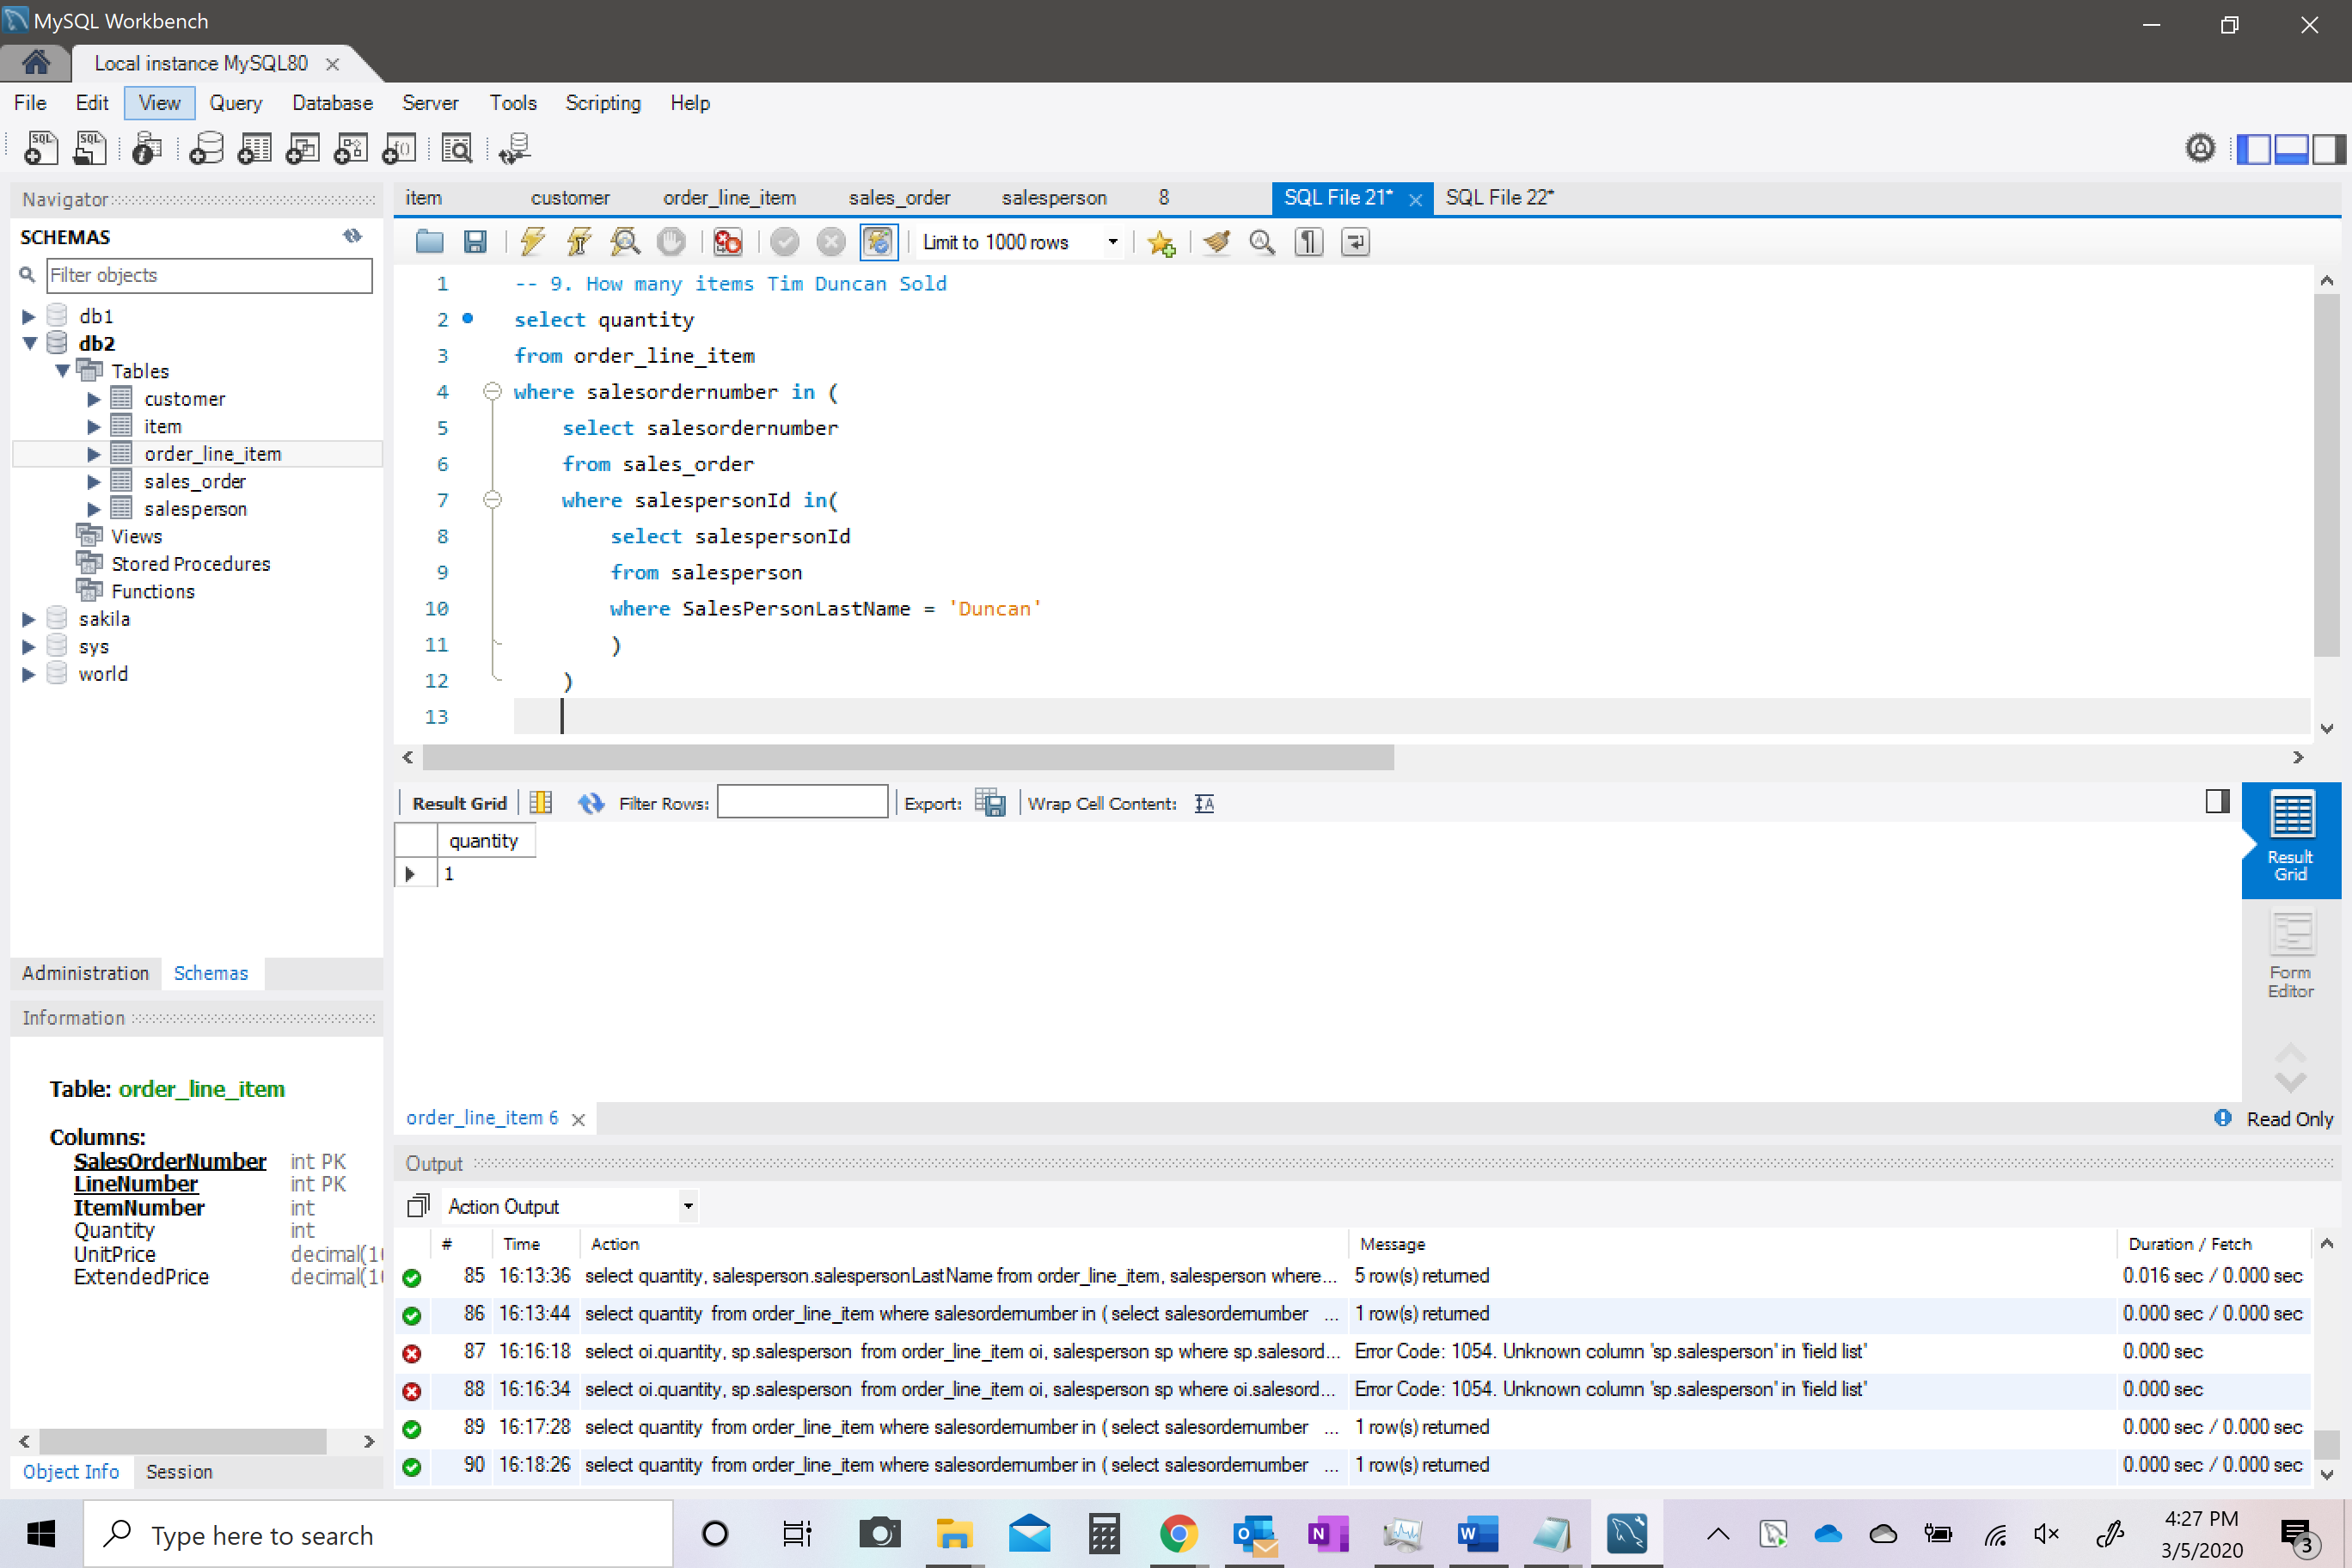 MySQL Workbench
Local instance MySQL80
File Edit View Query Database Server Tools Scripting Help
Navigator
SCHEMAS
Filter objects
db1
db2
Tables
customer
item
order_line_item
sales_order
salesperson
Views
Stored Procedures
Functions
sakila
sys
world
Administration Schemas
Information
Table: order_line_item
Columns:
SalesOrderNumber int PK
LineNumber int PK
ItemNumber int
Quantity int
UnitPrice decimal(1
ExtendedPrice decimal(1
Object Info Session
item customer order_line_item sales_order salesperson 8 SQL File 21* SQL File 22*
Limit to 1000 rows
1 -- 9. How many items Tim Duncan Sold
2 select quantity
3 from order_line_item
4 where salesordernumber in (
5 select salesordernumber
6 from sales_order
7 where salespersonId in(
8 select salespersonId
9 from salesperson
10 where SalesPersonLastName = 'Duncan'
11 )
12 )
13
Result Grid Filter Rows: Export: Wrap Cell Content:
quantity
1
Result Grid
Form Editor
order_line_item 6
Read Only
Output
Action Output
# Time Action Message Duration / Fetch
85 16:13:36 select quantity, salesperson.salespersonLastName from order_line_item, salesperson where... 5 row(s) returned 0.016 sec / 0.000 sec
86 16:13:44 select quantity from order_line_item where salesordernumber in ( select salesordernumber ... 1 row(s) returned 0.000 sec / 0.000 sec
87 16:16:18 select oi.quantity, sp.salesperson from order_line_item oi, salesperson sp where sp.salesord... Error Code: 1054. Unknown column 'sp.salesperson' in 'field list' 0.000 sec
88 16:16:34 select oi.quantity, sp.salesperson from order_line_item oi, salesperson sp where oi.salesord... Error Code: 1054. Unknown column 'sp.salesperson' in 'field list' 0.000 sec
89 16:17:28 select quantity from order_line_item where salesordernumber in ( select salesordernumber ... 1 row(s) returned 0.000 sec / 0.000 sec
90 16:18:26 select quantity from order_line_item where salesordernumber in ( select salesordernumber ... 1 row(s) returned 0.000 sec / 0.000 sec
Type here to search
4:27 PM
3/5/2020
3